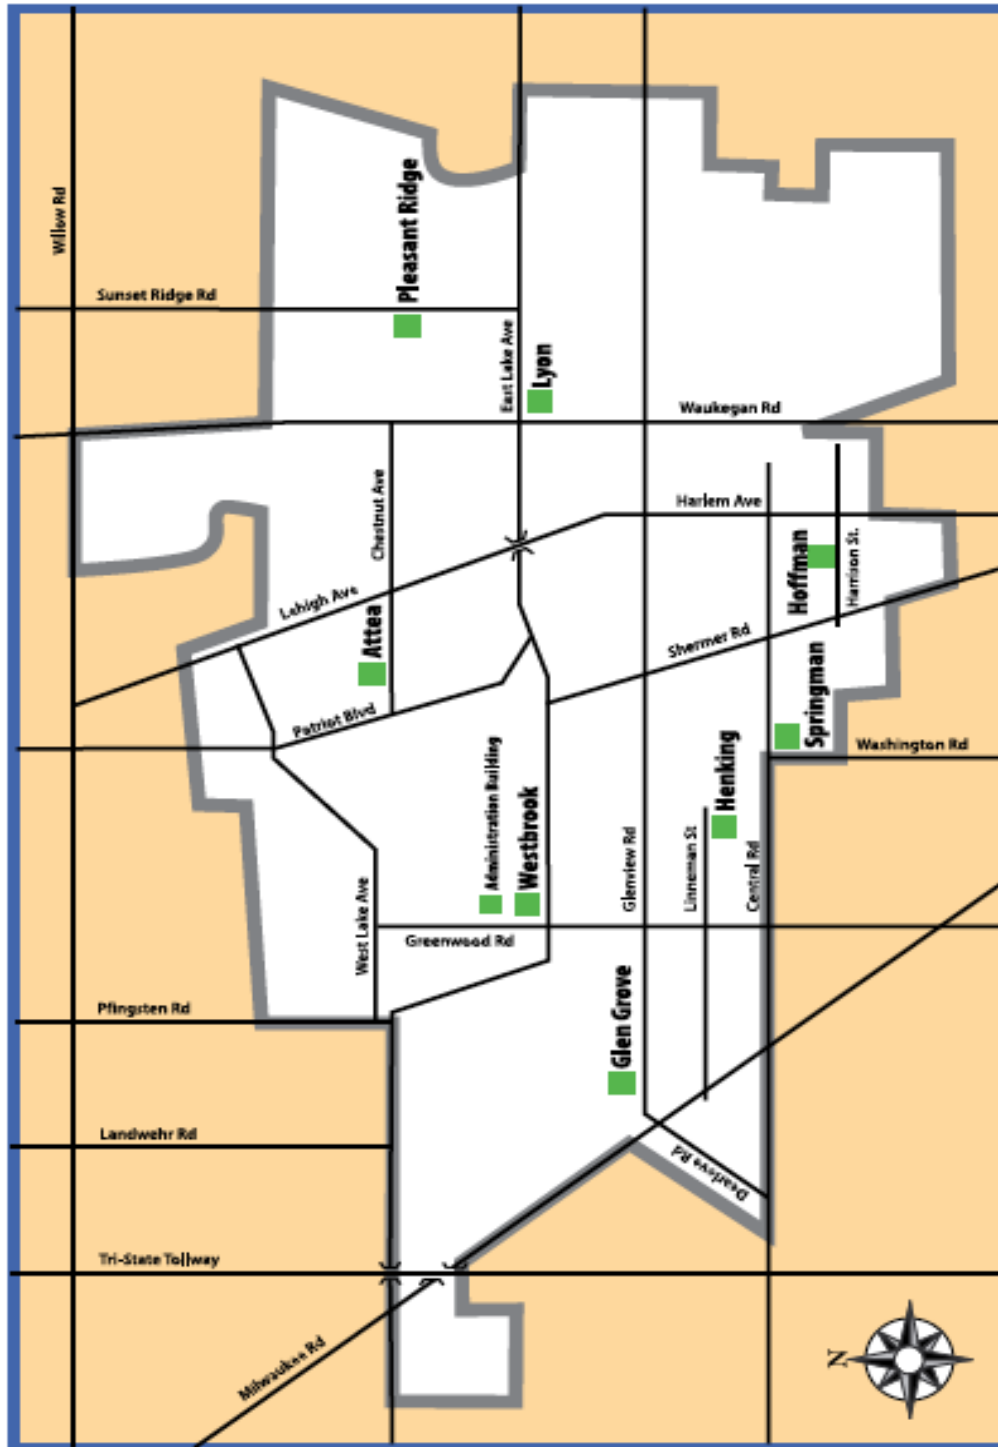 Willow Rd
Sunset Ridge Rd
Pleasant Ridge
East Lake Ave
Lyon
Waukegan Rd
Chestnut Ave
Harlem Ave
Lehigh Ave
Attea
Hoffman
Harrison St.
Shermer Rd
Patriot Blvd
Springman
Washington Rd
Administration Building
Westbrook
Henking
Glenview Rd
Linneman St
Central Rd
West Lake Ave
Greenwood Rd
Pfingsten Rd
Glen Grove
Landwehr Rd
Dearlove Rd
Tri-State Tollway
Milwaukee Rd
N